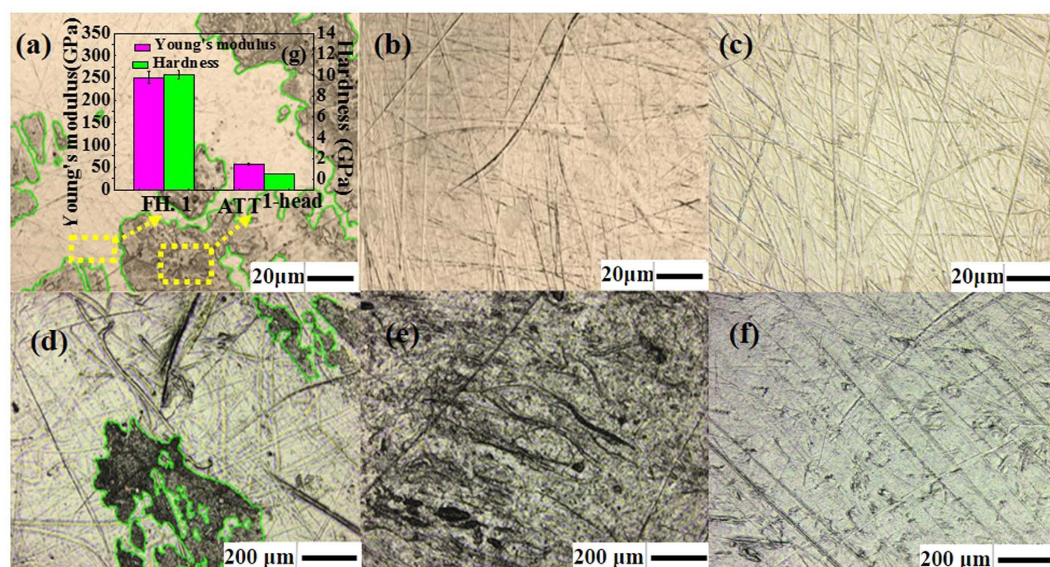 (a)
350
300
250
200
150
100
50
0
Young's modulus(GPa)
Young's modulus
Hardness
(g)
14
12
10
8
6
4
2
0
Hardness (GPa)
FH. 1
ATT 1-head
20μm
(b)
20μm
(c)
20μm
(d)
200 μm
(e)
200 μm
(f)
200 μm